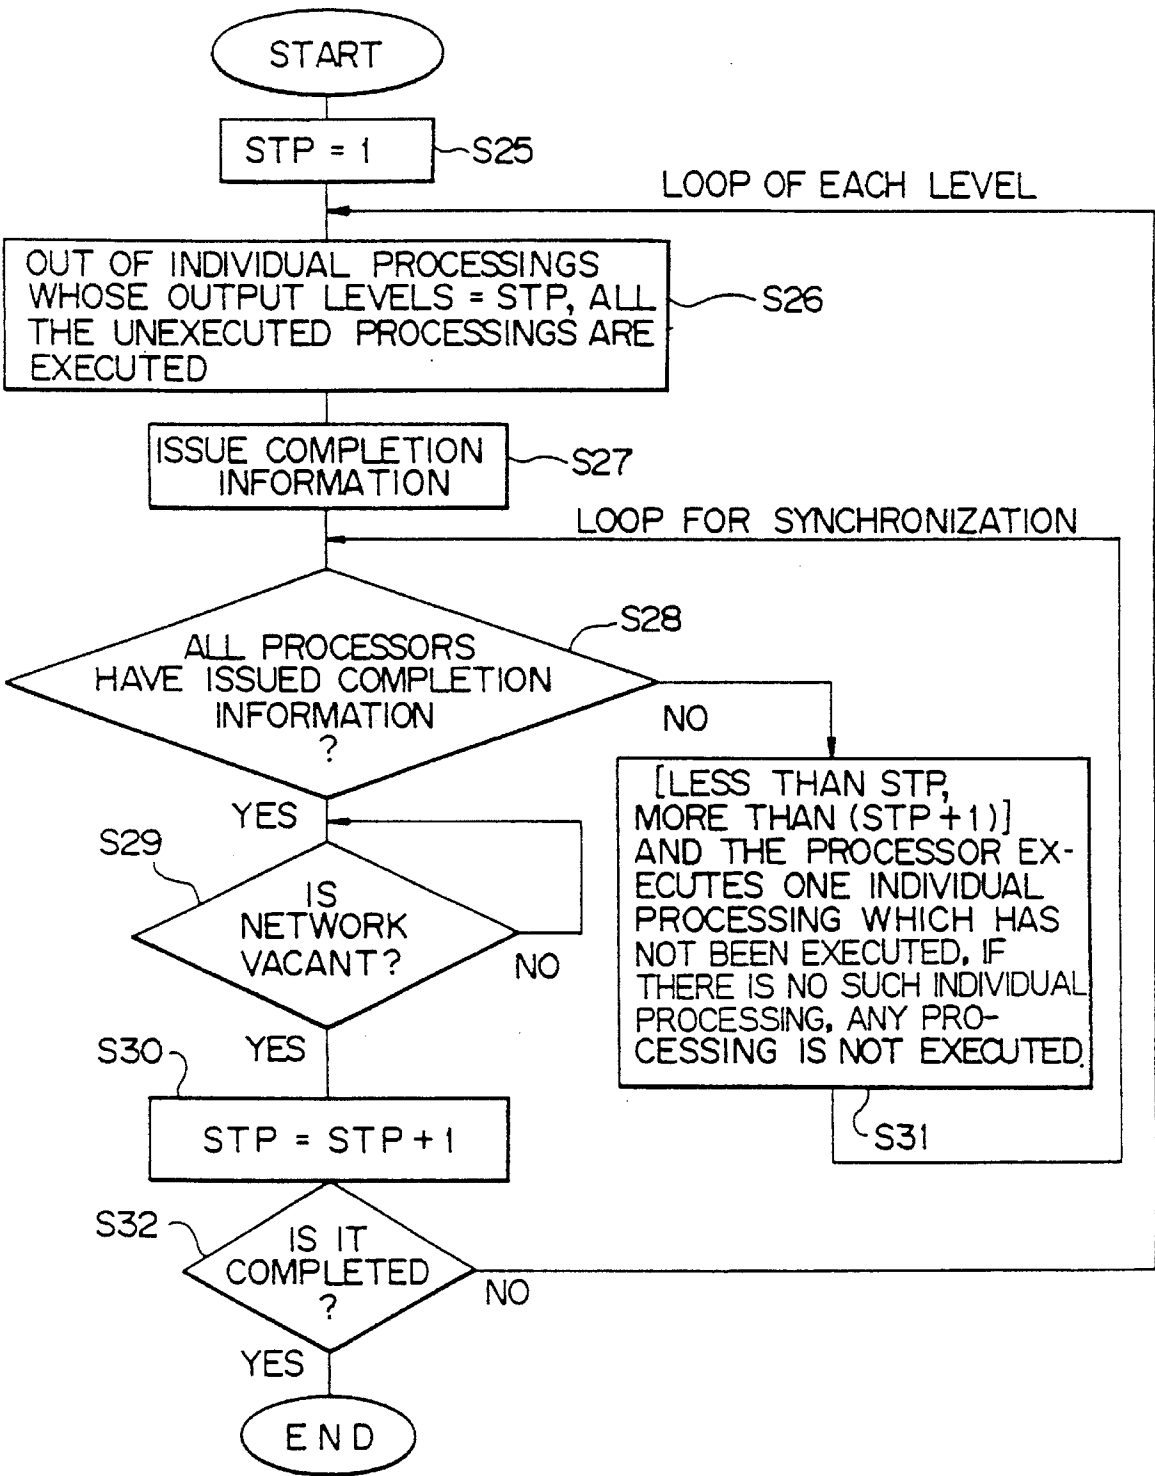 START
STP = 1
S25
LOOP OF EACH LEVEL
OUT OF INDIVIDUAL PROCESSINGS
WHOSE OUTPUT LEVELS = STP, ALL
THE UNEXECUTED PROCESSINGS ARE
EXECUTED
S26
ISSUE COMPLETION
INFORMATION
S27
LOOP FOR SYNCHRONIZATION
ALL PROCESSORS
HAVE ISSUED COMPLETION
INFORMATION
?
S28
NO
YES
[LESS THAN STP,
MORE THAN (STP+1)]
AND THE PROCESSOR EX-
ECUTES ONE INDIVIDUAL
PROCESSING WHICH HAS
NOT BEEN EXECUTED. IF
THERE IS NO SUCH INDIVIDUAL
PROCESSING, ANY PRO-
CESSING IS NOT EXECUTED.
S31
S29
IS
NETWORK
VACANT?
NO
YES
S30
STP = STP+1
S32
IS IT
COMPLETED
?
NO
YES
END